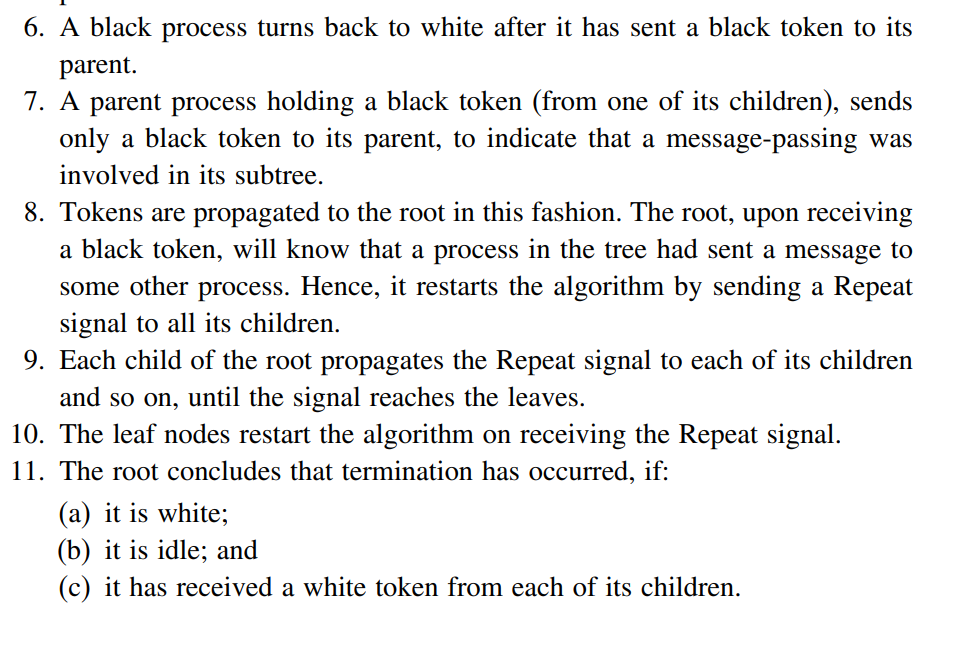 6. A black process turns back to white after it has sent a black token to its
parent.
7. A parent process holding a black token (from one of its children), sends
only a black token to its parent, to indicate that a message-passing was
involved in its subtree.
8. Tokens are propagated to the root in this fashion. The root, upon receiving
a black token, will know that a process in the tree had sent a message to
some other process. Hence, it restarts the algorithm by sending a Repeat
signal to all its children.
9. Each child of the root propagates the Repeat signal to each of its children
and so on, until the signal reaches the leaves.
10. The leaf nodes restart the algorithm on receiving the Repeat signal.
11. The root concludes that termination has occurred, if:
(a) it is white;
(b) it is idle; and
(c) it has received a white token from each of its children.